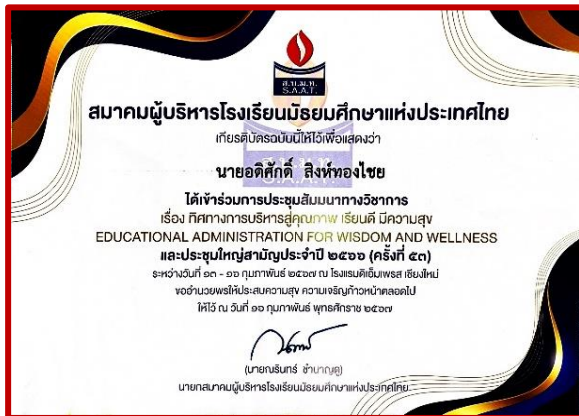 ส.บ.ม.ท.
S.A.A.T.
สมาคมผู้บริหารโรงเรียนมัธยมศึกษาแห่งประเทศไทย
เกียรติบัตรฉบับนี้ให้ไว้เพื่อแสดงว่า
นายอดิศักดิ์ สิงห์ทองไชย
ได้เข้าร่วมการประชุมสัมมนาทางวิชาการ
เรื่อง ทิศทางการบริหารสู่คุณภาพ เรียนดี มีความสุข
EDUCATIONAL ADMINISTRATION FOR WISDOM AND WELLNESS
และประชุมใหญ่สามัญประจำปี ๒๕๖๖ (ครั้งที่ ๕๓)
ระหว่างวันที่ ๑๓ - ๑๖ กุมภาพันธ์ ๒๕๖๗ ณ โรงแรมดิเอ็มเพรส เชียงใหม่
ขออำนวยพรให้ประสบความสุข ความเจริญก้าวหน้าตลอดไป
ให้ไว้ ณ วันที่ ๑๖ กุมภาพันธ์ พุทธศักราช ๒๕๖๗
(นายณรินทร์ ชำนาญดู)
นายกสมาคมผู้บริหารโรงเรียนมัธยมศึกษาแห่งประเทศไทย